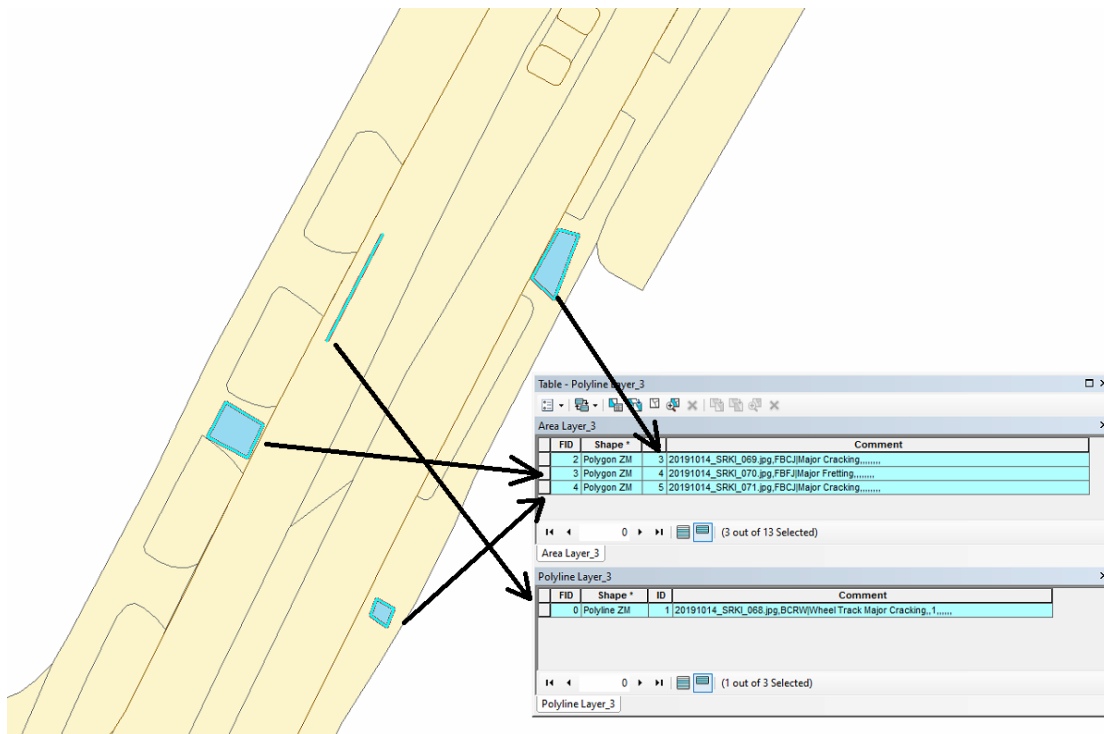 Table - Polyline Layer_3
Area Layer_3
FID Shape * Comment
2 Polygon ZM 3 20191014_SRKI_069.jpg,FBCJ|Major Cracking,,,,,,,,
3 Polygon ZM 4 20191014_SRKI_070.jpg,FBFJ|Major Fretting,,,,,,,,
4 Polygon ZM 5 20191014_SRKI_071.jpg,FBCJ|Major Cracking,,,,,,,,
0 (3 out of 13 Selected)
Area Layer_3
Polyline Layer_3
FID Shape * ID Comment
0 Polyline ZM 1 20191014_SRKI_068.jpg,BCRW|Wheel Track Major Cracking,,1,,,,,,
0 (1 out of 3 Selected)
Polyline Layer_3